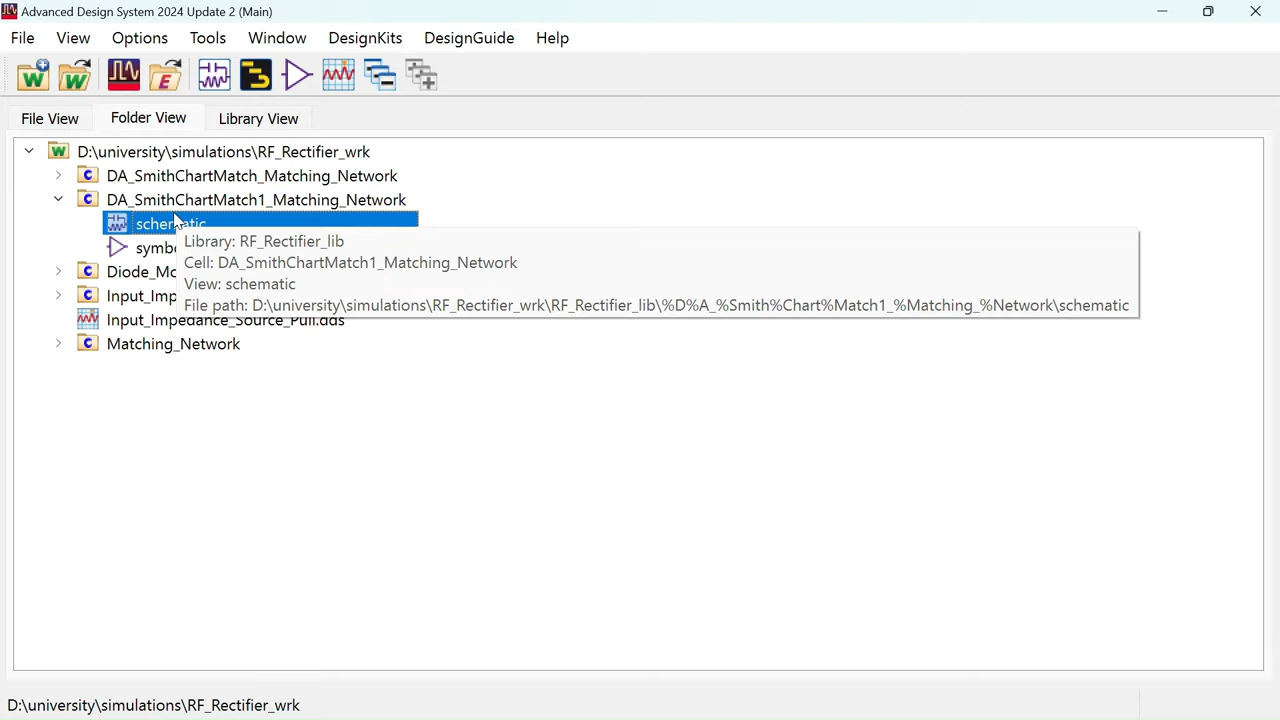 Advanced Design System 2024 Update 2 (Main)
File View Options Tools Window DesignKits DesignGuide Help
File View Folder View Library View
D:\university\simulations\RF_Rectifier_wrk
DA_SmithChartMatch_Matching_Network
DA_SmithChartMatch1_Matching_Network
schematic
Library: RF_Rectifier_lib
Cell: DA_SmithChartMatch1_Matching_Network
View: schematic
File path: D:\university\simulations\RF_Rectifier_wrk\RF_Rectifier_lib\%D%A_%Smith%Chart%Match1_%Matching_%Network\schematic
Input_Impedance_Source_Pull.dds
Matching_Network
D:\university\simulations\RF_Rectifier_wrk